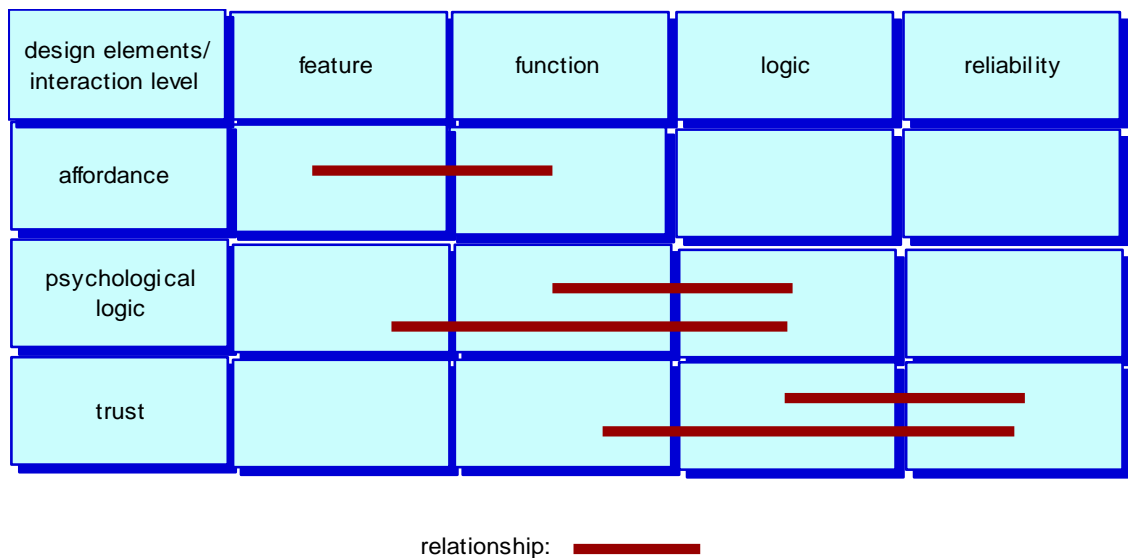 design elements/
interaction level
feature
function
logic
reliability
affordance
psychological
logic
trust
relationship: